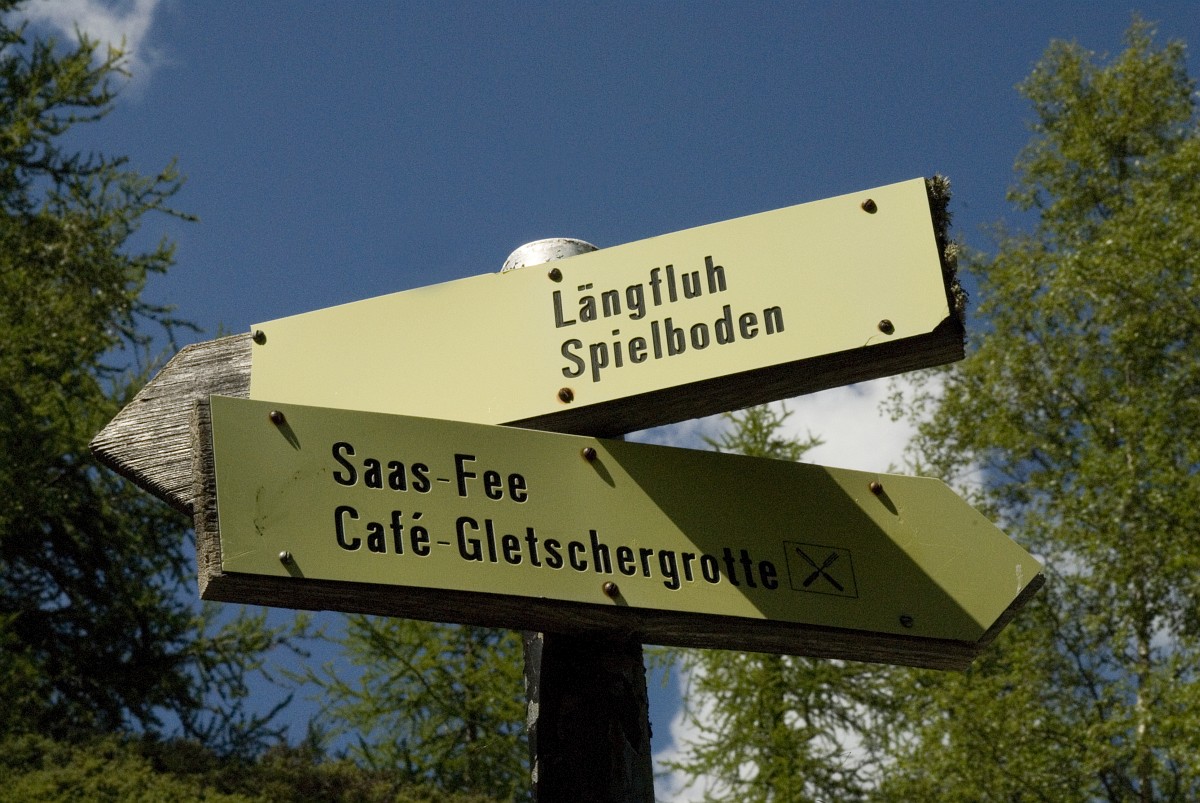 Längfluh
Spielboden
Saas-Fee
Café-Gletschergrotte